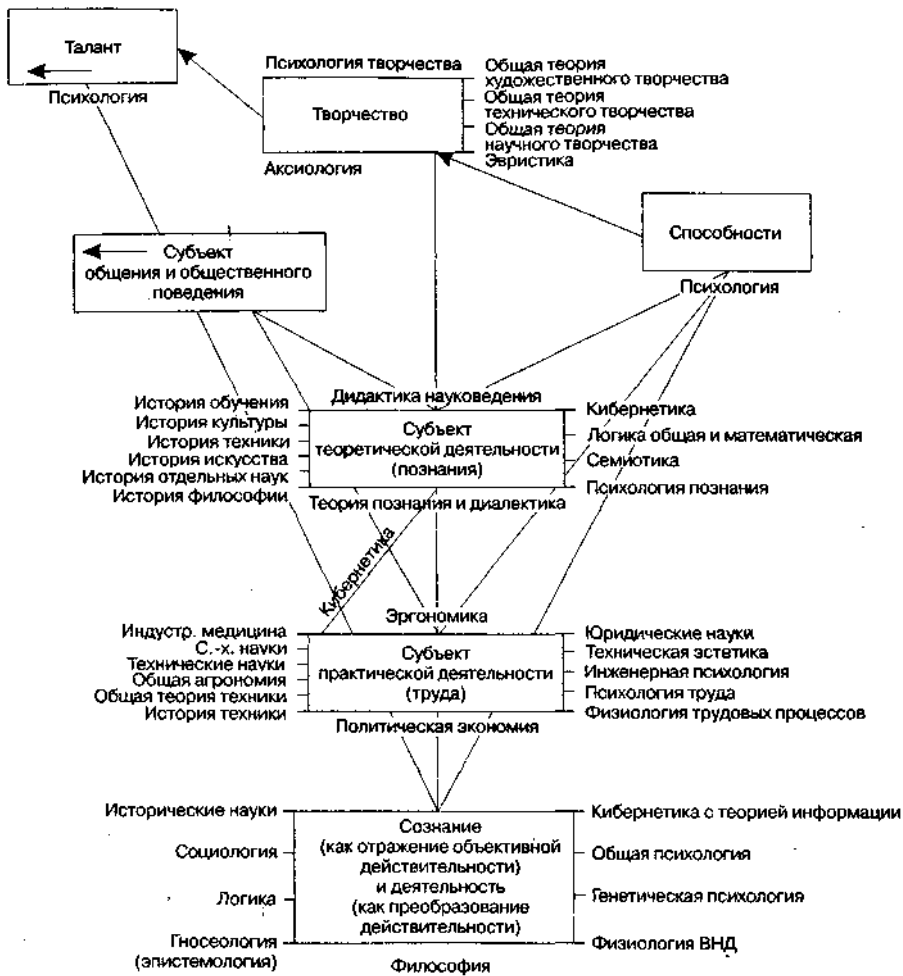 Талант
Психология
Психология творчества
Творчество
Аксиология
Общая теория
художественного творчества
Общая теория
технического творчества
Общая теория
научного творчества
Эвристика
Способности
Психология
Субъект
общения и общественного
поведения
Дидактика науковедения
История обучения
История культуры
История техники
История искусства
История отдельных наук
История философии
Субъект
теоретической деятельности
(познания)
Кибернетика
Логика общая и математическая
Семиотика
Психология познания
Теория познания и диалектика
Кибернетика
Эргономика
Индустр. медицина
С.-х. науки
Технические науки
Общая агрономия
Общая теория техники
История техники
Субъект
практической деятельности
(труда)
Юридические науки
Техническая эстетика
Инженерная психология
Психология труда
Физиология трудовых процессов
Политическая экономия
Исторические науки
Социология
Логика
Гносеология
(эпистемология)
Сознание
(как отражение объективной
действительности)
и деятельность
(как преобразование
действительности)
Кибернетика с теорией информации
Общая психология
Генетическая психология
Физиология ВНД
Философия